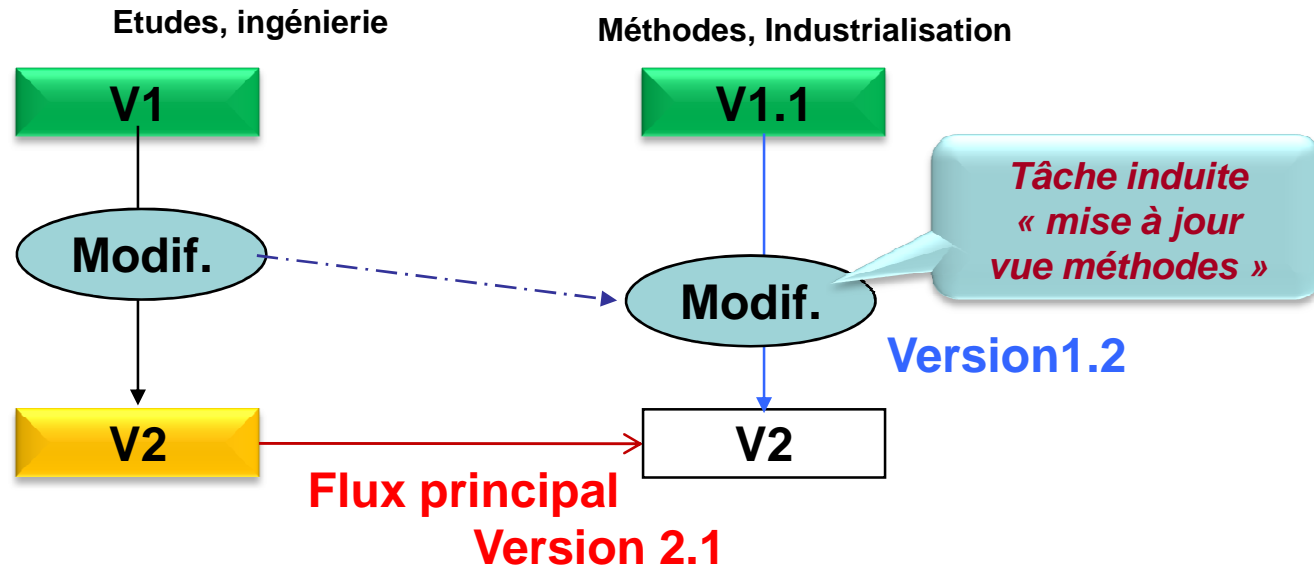 Etudes, ingénierie
Méthodes, Industrialisation
V1
V1.1
Tâche induite
« mise à jour
vue méthodes »
Modif.
Modif.
Version1.2
V2
V2
Flux principal
Version 2.1